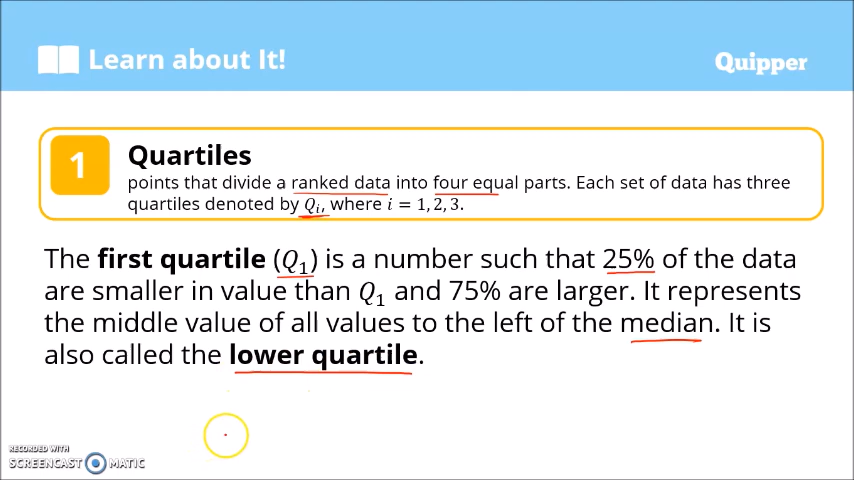 Learn about It!
Quipper
1
Quartiles
points that divide a ranked data into four equal parts. Each set of data has three
quartiles denoted by Qᵢ, where i = 1, 2, 3.
The first quartile (Q₁) is a number such that 25% of the data
are smaller in value than Q₁ and 75% are larger. It represents
the middle value of all values to the left of the median. It is
also called the lower quartile.
RECORDED WITH
SCREENCAST MATIC